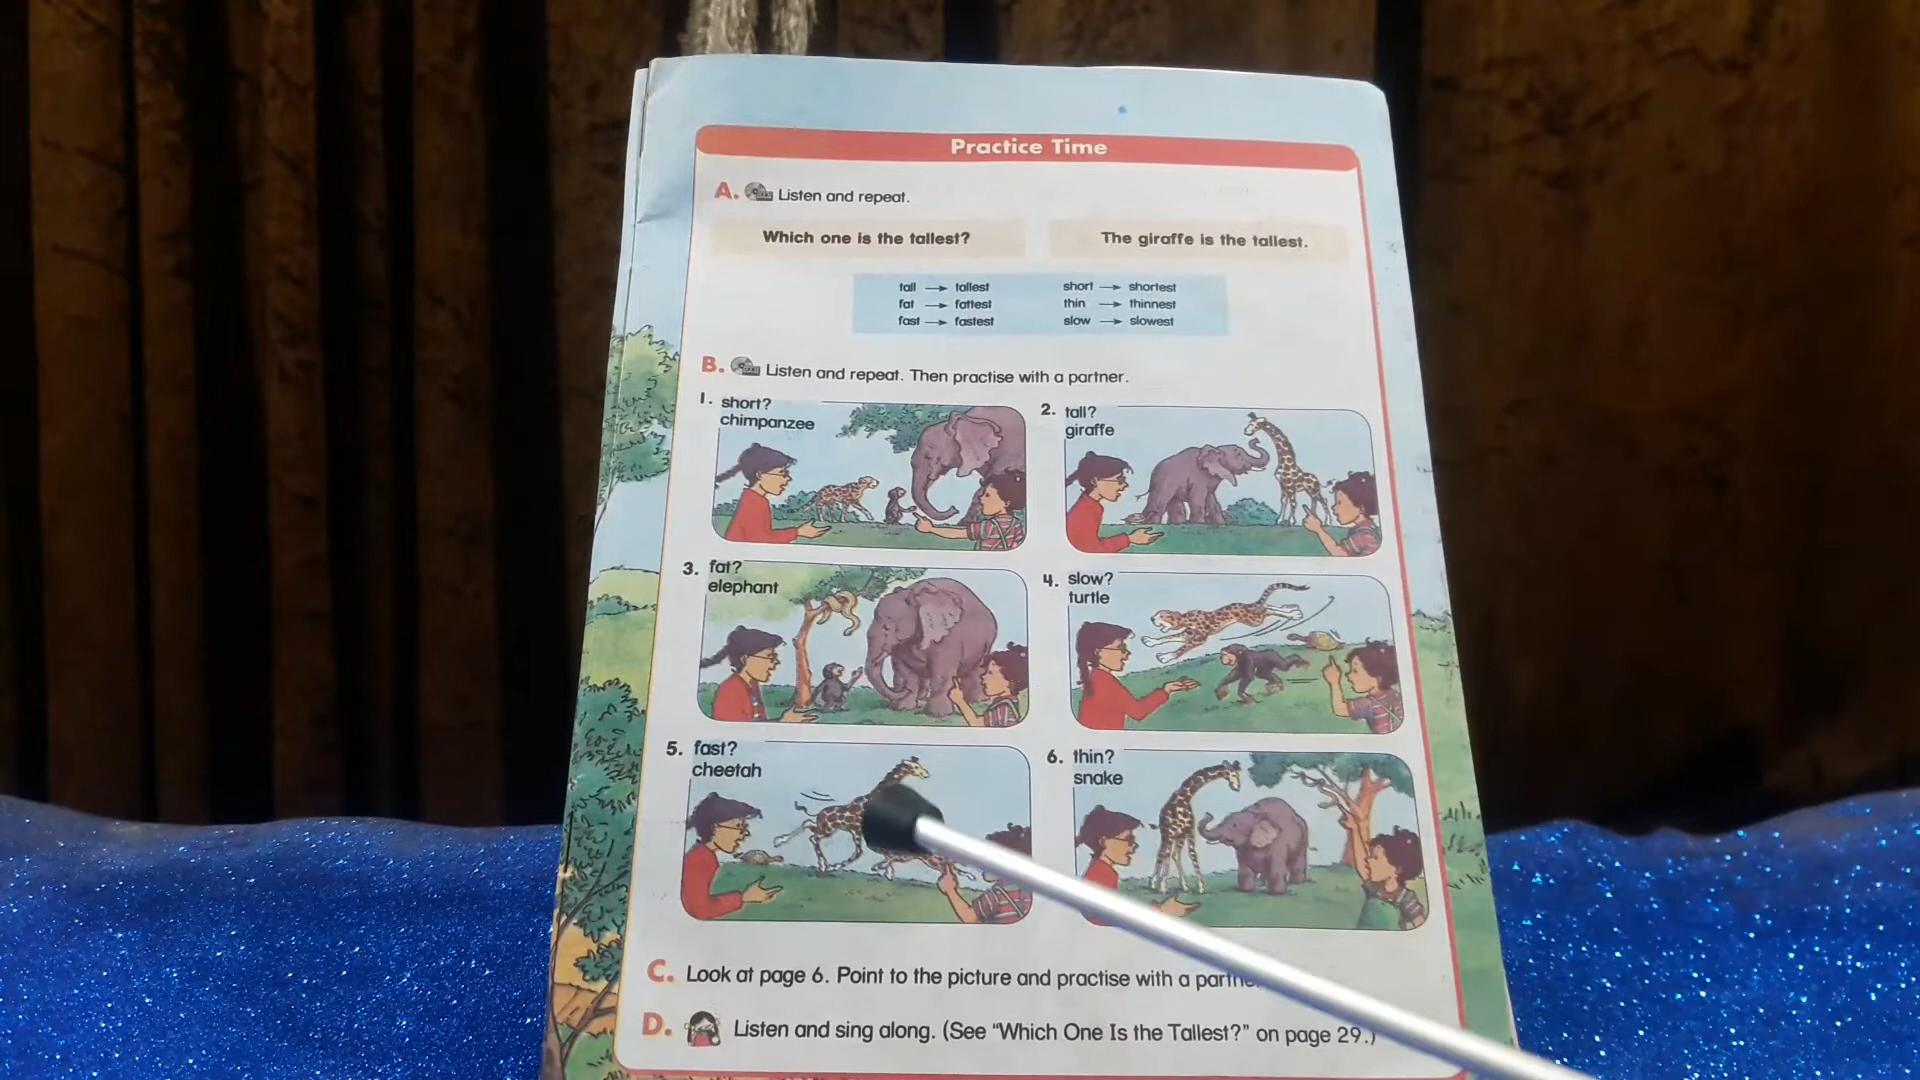 Practice Time
A. Listen and repeat.
Which one is the tallest? The giraffe is the tallest.
tall → tallest short → shortest
fat → fattest thin → thinnest
fast → fastest slow → slowest
B. Listen and repeat. Then practise with a partner.
1. short?
chimpanzee
2. tall?
giraffe
3. fat?
elephant
4. slow?
turtle
5. fast?
cheetah
6. thin?
snake
C. Look at page 6. Point to the picture and practise with a
D. Listen and sing along. (See “Which One Is the Tallest?” on page 29.)